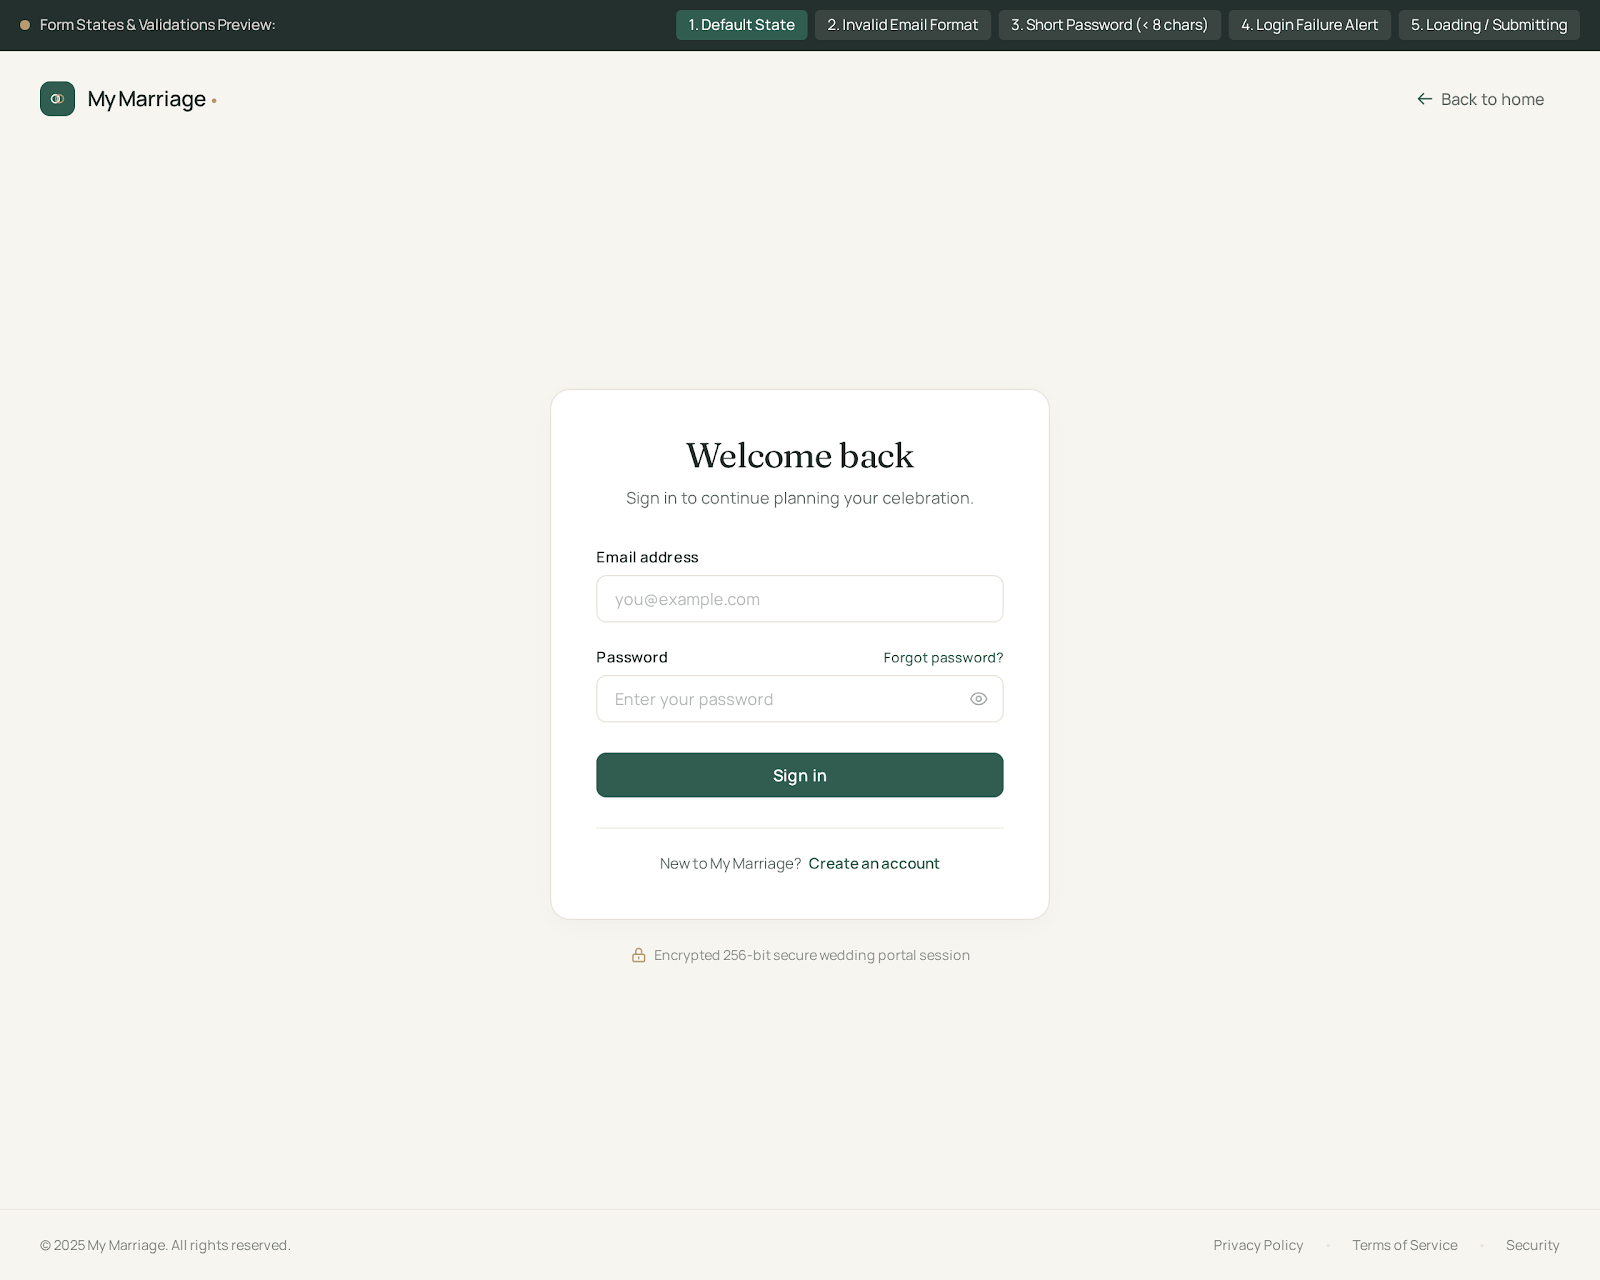 Form States & Validations Preview:
1. Default State
2. Invalid Email Format
3. Short Password (< 8 chars)
4. Login Failure Alert
5. Loading / Submitting
My Marriage
Back to home
Welcome back
Sign in to continue planning your celebration.
Email address
you@example.com
Password
Forgot password?
Enter your password
Sign in
New to My Marriage? Create an account
Encrypted 256-bit secure wedding portal session
© 2025 My Marriage. All rights reserved.
Privacy Policy
Terms of Service
Security